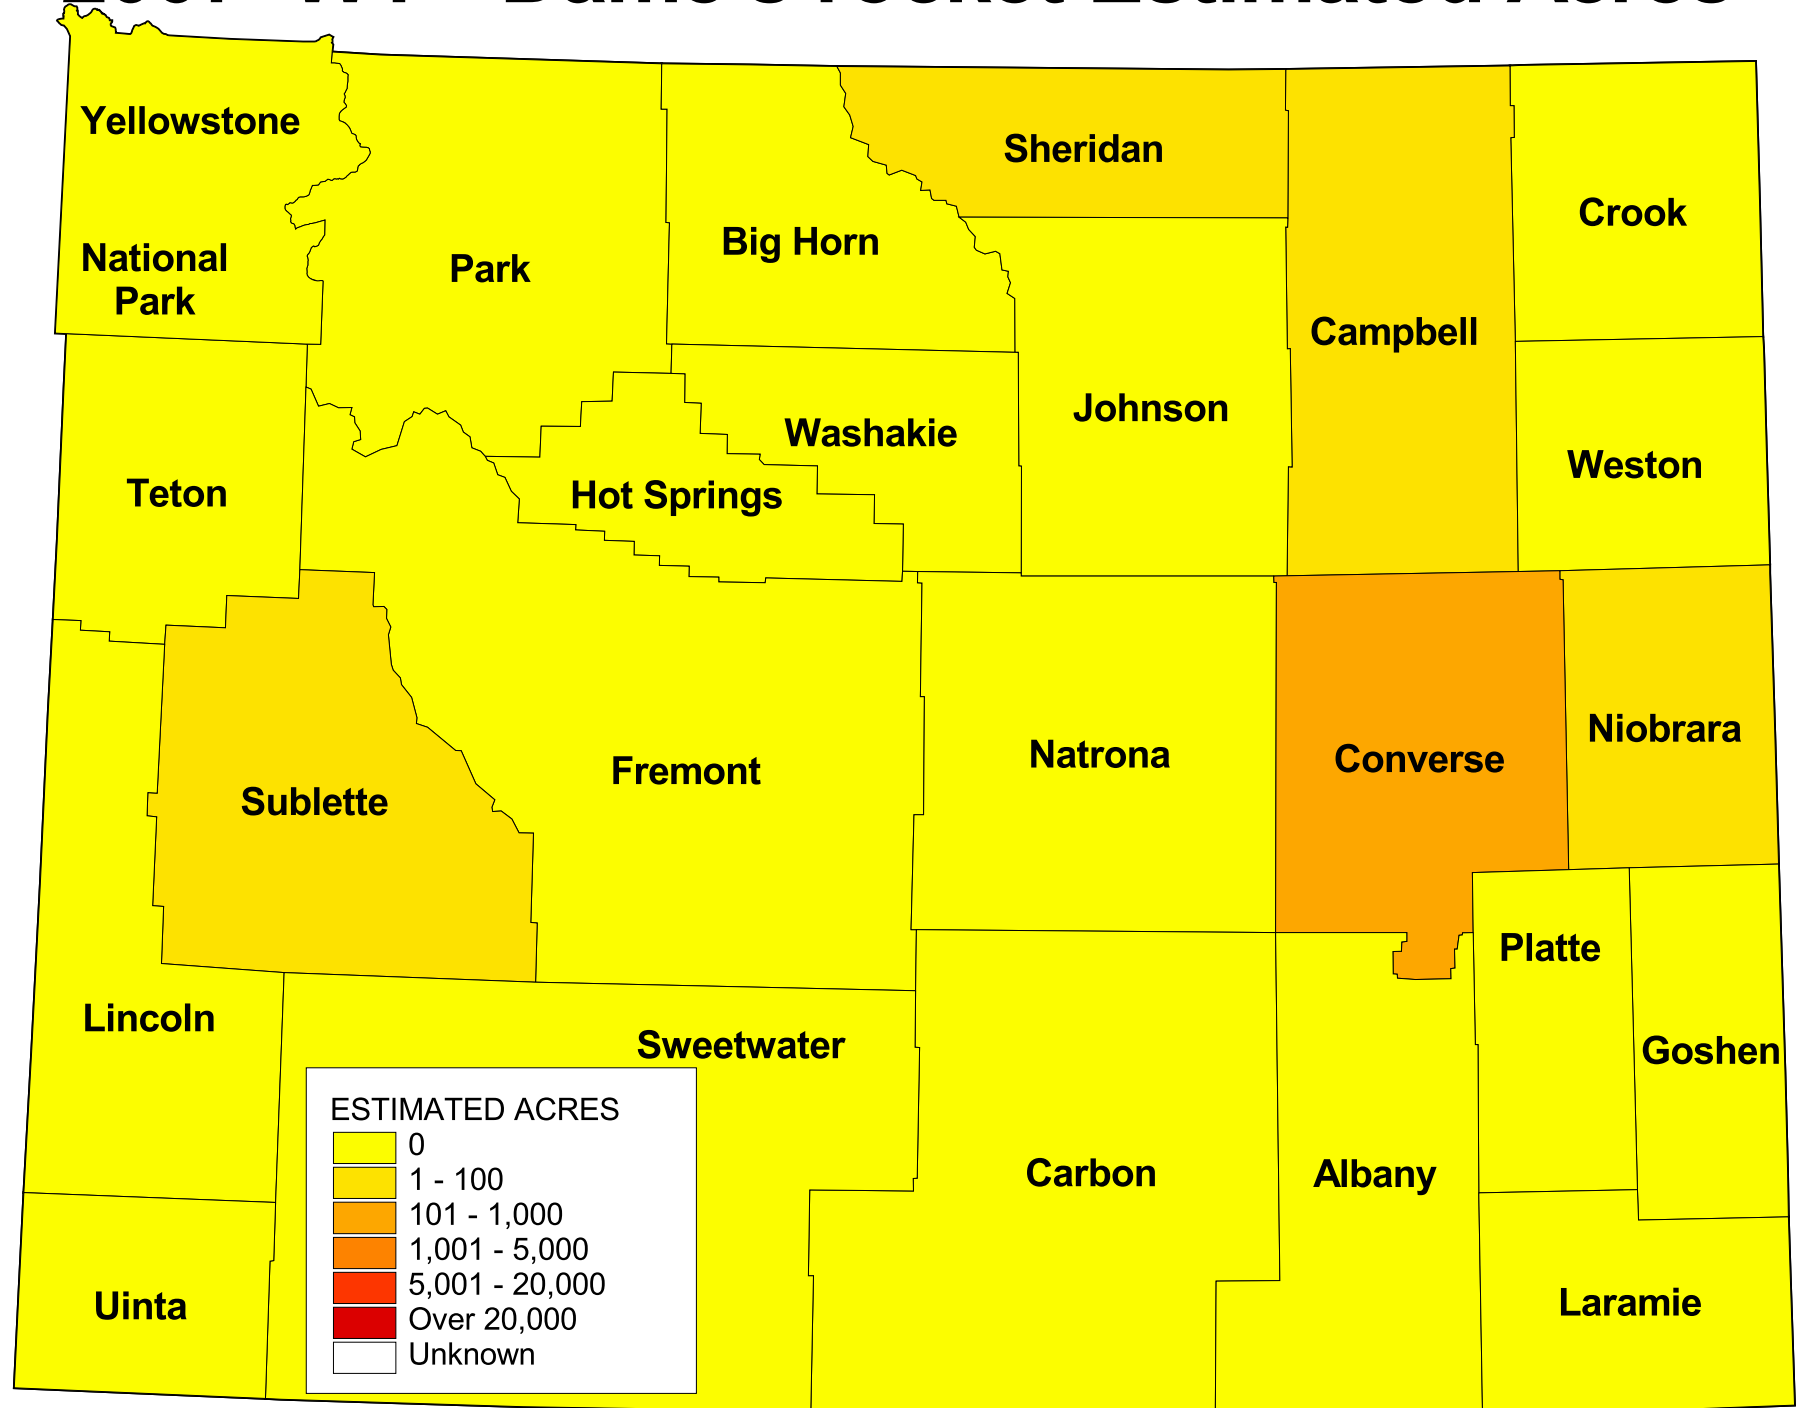 Yellowstone
National
Park
Park
Big Horn
Sheridan
Campbell
Crook
Johnson
Washakie
Hot Springs
Weston
Teton
Sublette
Fremont
Natrona
Converse
Niobrara
Platte
Goshen
Lincoln
Sweetwater
Carbon
Albany
Uinta
Laramie
ESTIMATED ACRES
0
1 - 100
101 - 1,000
1,001 - 5,000
5,001 - 20,000
Over 20,000
Unknown